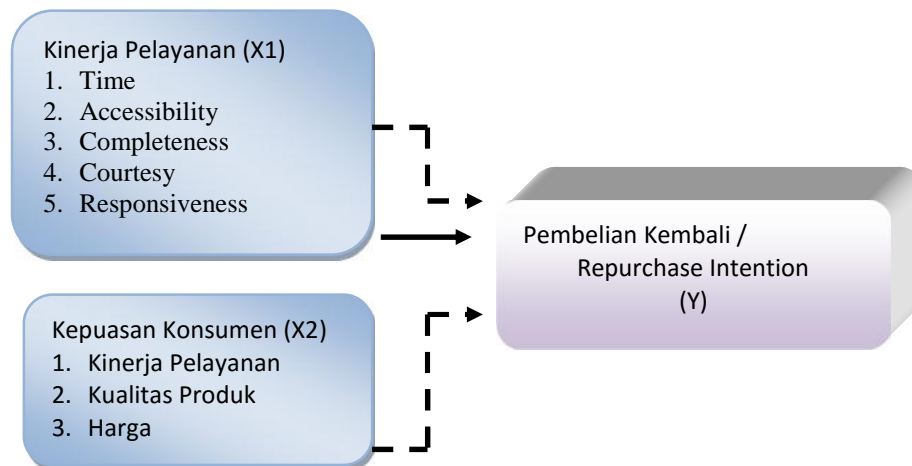 Kinerja Pelayanan (X1)
1. Time
2. Accessibility
3. Completeness
4. Courtesy
5. Responsiveness
Pembelian Kembali /
Repurchase Intention
(Y)
Kepuasan Konsumen (X2)
1. Kinerja Pelayanan
2. Kualitas Produk
3. Harga